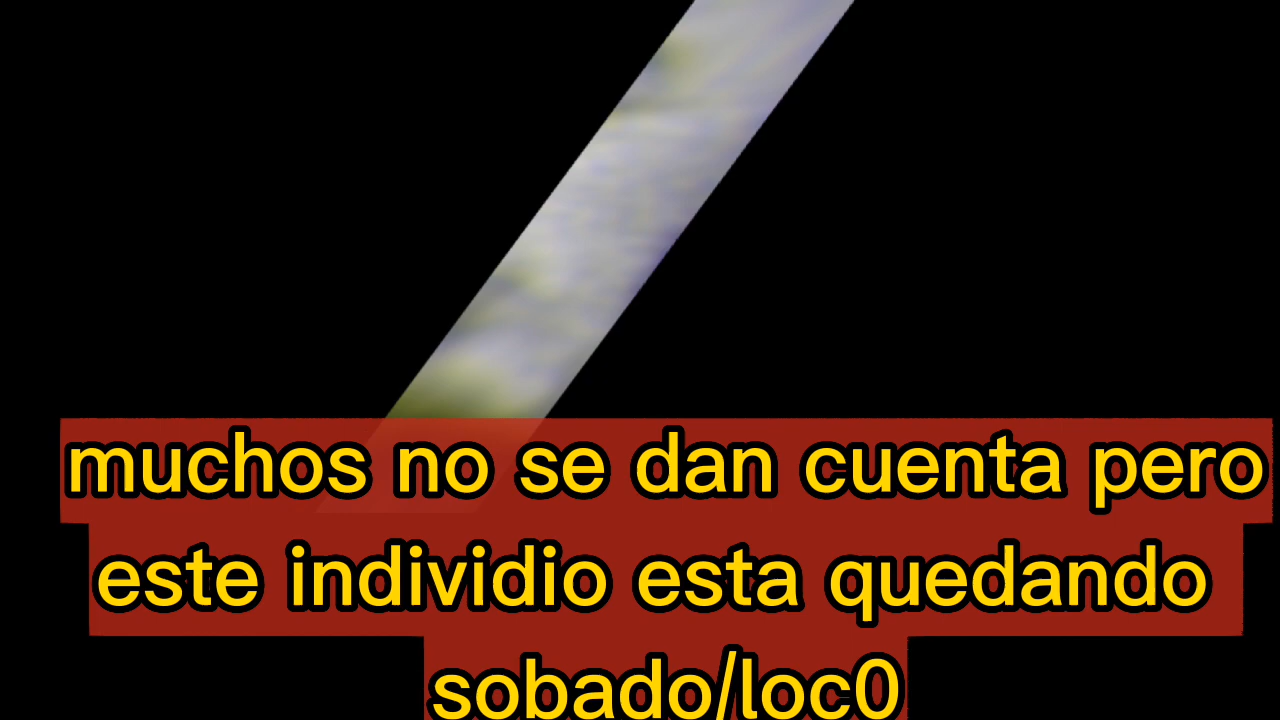 muchos no se dan cuenta pero
este individio esta quedando
sobado/loc0